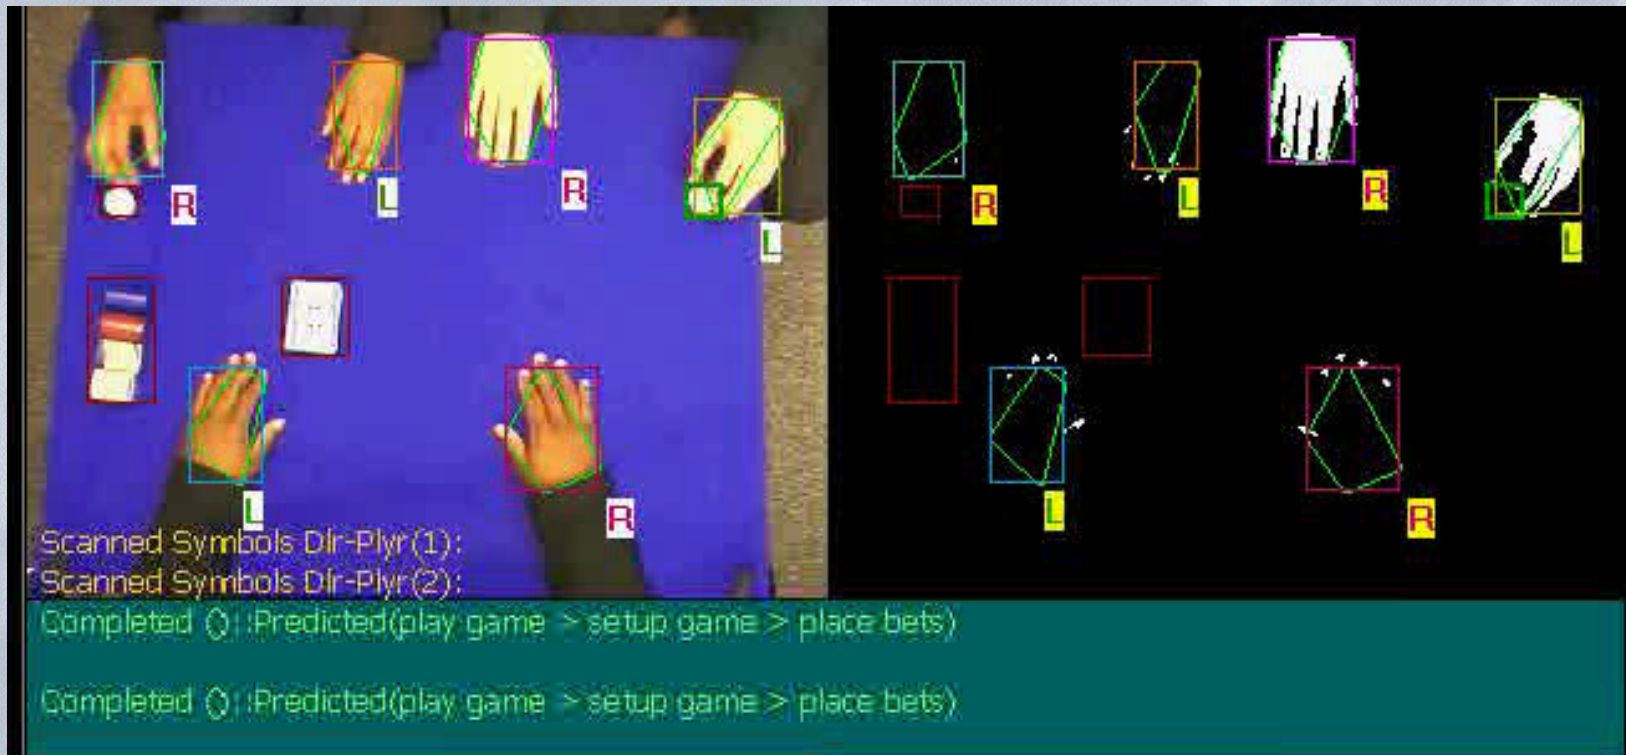 R
L
R
L
R
L
R
L
L
R
L
R
Scanned Symbols Dlr-Plyr(1):
Scanned Symbols Dlr-Plyr(2):
Completed ()::Predicted(play game > setup game > place bets)
Completed ()::Predicted(play game > setup game > place bets)